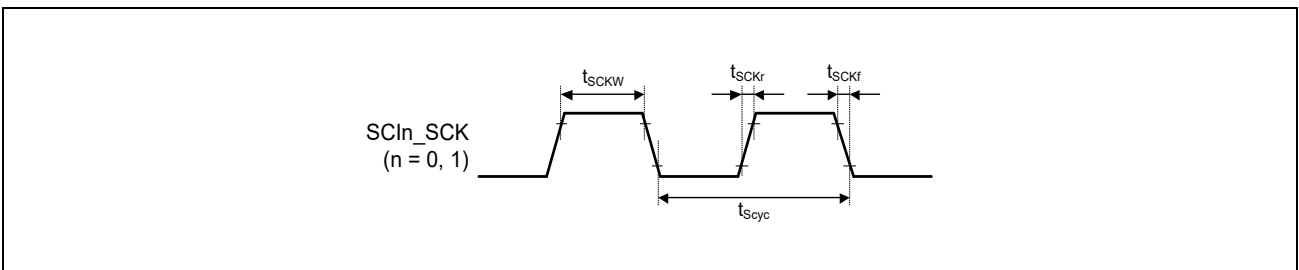 tSCKW
tSCKr
tSCKf
SCIn_SCK
(n = 0, 1)
tScyc